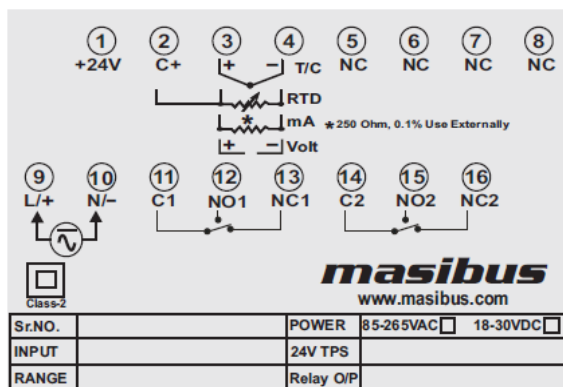 1 2 3 4 5 6 7 8
+24V C+ + − T/C NC NC NC NC
RTD
* mA * 250 Ohm, 0.1% Use Externally
+ − Volt
9 10 11 12 13 14 15 16
L/+ N/− C1 NO1 NC1 C2 NO2 NC2
Class-2
masibus
www.masibus.com
Sr.NO. POWER 85-265VAC 18-30VDC
INPUT 24V TPS
RANGE Relay O/P